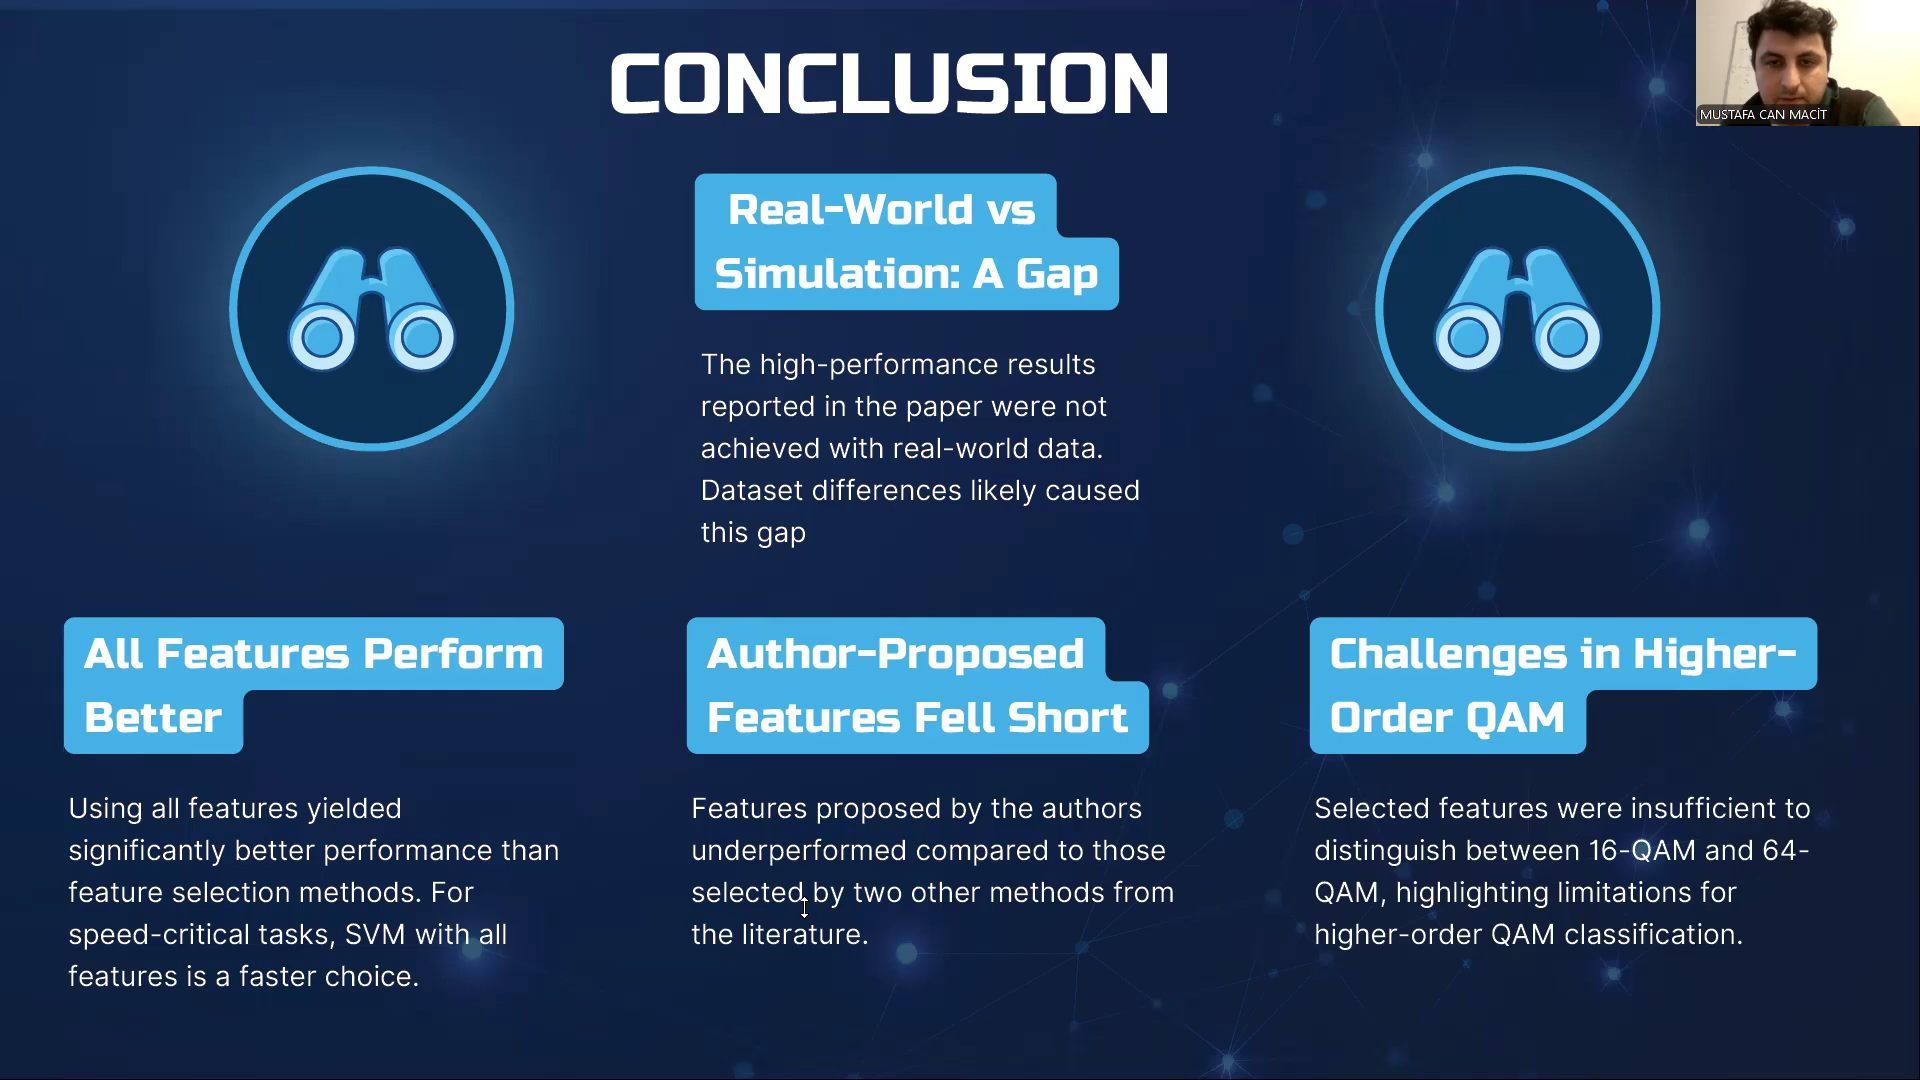 CONCLUSION
MUSTAFA CAN MACİT
Real-World vs
Simulation: A Gap
The high-performance results
reported in the paper were not
achieved with real-world data.
Dataset differences likely caused
this gap
All Features Perform
Better
Using all features yielded
significantly better performance than
feature selection methods. For
speed-critical tasks, SVM with all
features is a faster choice.
Author-Proposed
Features Fell Short
Features proposed by the authors
underperformed compared to those
selected by two other methods from
the literature.
Challenges in Higher-
Order QAM
Selected features were insufficient to
distinguish between 16-QAM and 64-
QAM, highlighting limitations for
higher-order QAM classification.